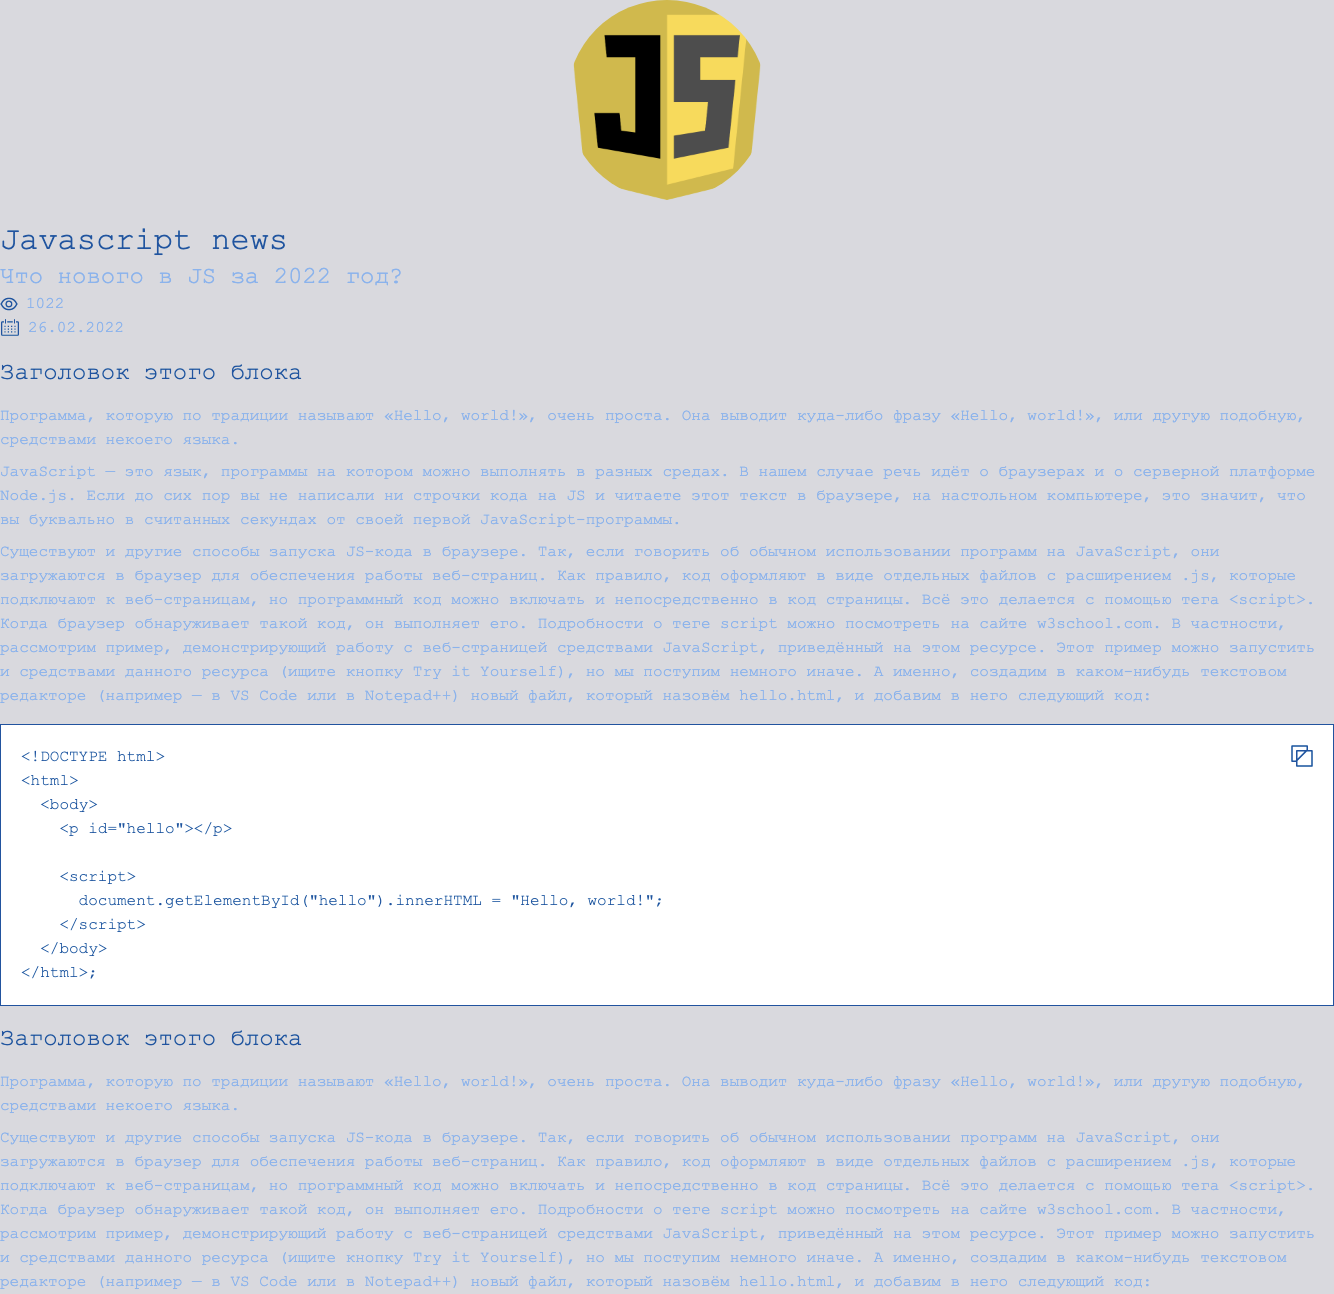 JS
Javascript news
Что нового в JS за 2022 год?
1022
26.02.2022
Заголовок этого блока
Программа, которую по традиции называют «Hello, world!», очень проста. Она выводит куда-либо фразу «Hello, world!», или другую подобную,
средствами некоего языка.
JavaScript — это язык, программы на котором можно выполнять в разных средах. В нашем случае речь идёт о браузерах и о серверной платформе
Node.js. Если до сих пор вы не написали ни строчки кода на JS и читаете этот текст в браузере, на настольном компьютере, это значит, что
вы буквально в считанных секундах от своей первой JavaScript-программы.
Существуют и другие способы запуска JS-кода в браузере. Так, если говорить об обычном использовании программ на JavaScript, они
загружаются в браузер для обеспечения работы веб-страниц. Как правило, код оформляют в виде отдельных файлов с расширением .js, которые
подключают к веб-страницам, но программный код можно включать и непосредственно в код страницы. Всё это делается с помощью тега <script>.
Когда браузер обнаруживает такой код, он выполняет его. Подробности о теге script можно посмотреть на сайте w3school.com. В частности,
рассмотрим пример, демонстрирующий работу с веб-страницей средствами JavaScript, приведённый на этом ресурсе. Этот пример можно запустить
и средствами данного ресурса (ищите кнопку Try it Yourself), но мы поступим немного иначе. А именно, создадим в каком-нибудь текстовом
редакторе (например — в VS Code или в Notepad++) новый файл, который назовём hello.html, и добавим в него следующий код:
<!DOCTYPE html>
<html>
<body>
<p id="hello"></p>
<script>
document.getElementById("hello").innerHTML = "Hello, world!";
</script>
</body>
</html>;
Заголовок этого блока
Программа, которую по традиции называют «Hello, world!», очень проста. Она выводит куда-либо фразу «Hello, world!», или другую подобную,
средствами некоего языка.
Существуют и другие способы запуска JS-кода в браузере. Так, если говорить об обычном использовании программ на JavaScript, они
загружаются в браузер для обеспечения работы веб-страниц. Как правило, код оформляют в виде отдельных файлов с расширением .js, которые
подключают к веб-страницам, но программный код можно включать и непосредственно в код страницы. Всё это делается с помощью тега <script>.
Когда браузер обнаруживает такой код, он выполняет его. Подробности о теге script можно посмотреть на сайте w3school.com. В частности,
рассмотрим пример, демонстрирующий работу с веб-страницей средствами JavaScript, приведённый на этом ресурсе. Этот пример можно запустить
и средствами данного ресурса (ищите кнопку Try it Yourself), но мы поступим немного иначе. А именно, создадим в каком-нибудь текстовом
редакторе (например — в VS Code или в Notepad++) новый файл, который назовём hello.html, и добавим в него следующий код: